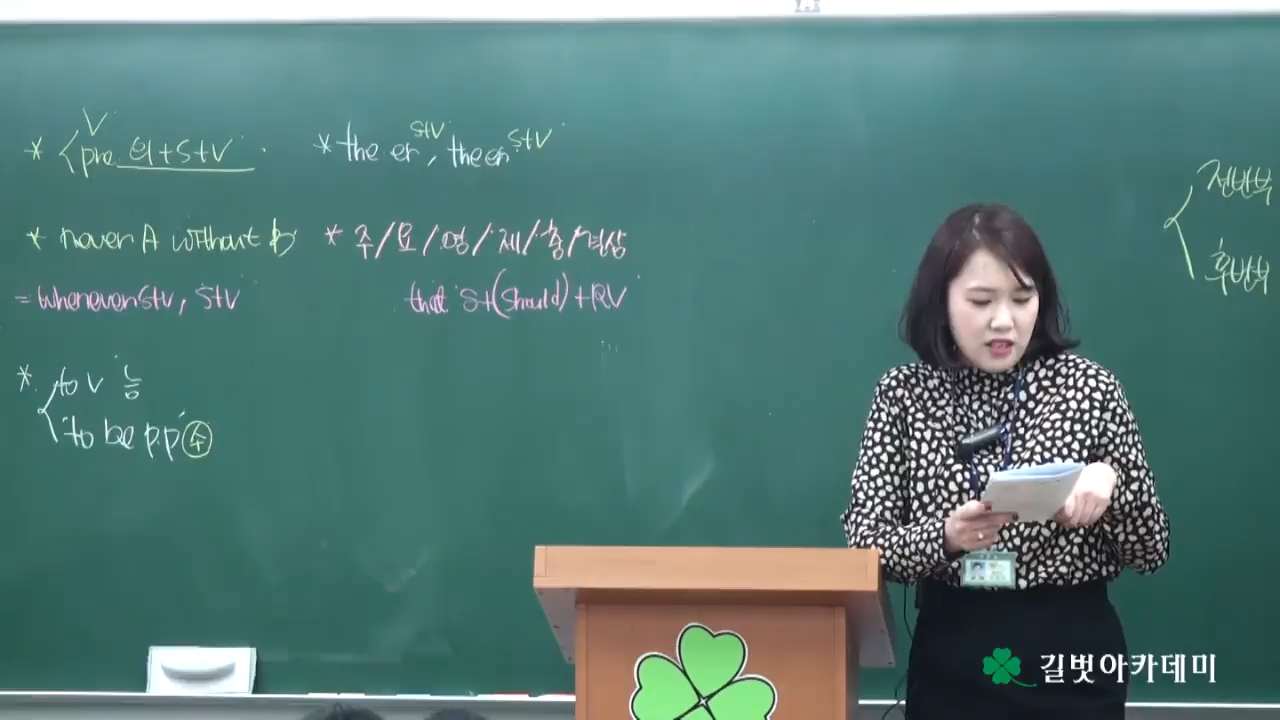 V
* pre 의+S+V
* the er S+V, the er S+V
* never A without B
= whenever S+V, S+V
* 주/요/명/제/충/결상
that S+(should)+RV
* to V 능
to be p.p 수
전반부
후반부
길벗아카데미